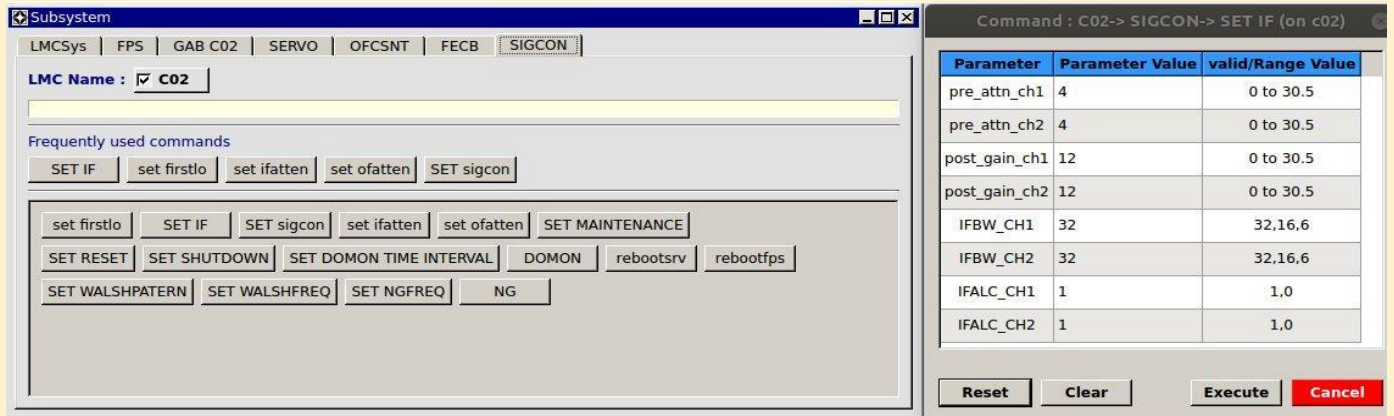 Subsystem
LMCSys FPS GAB C02 SERVO OFCSNT FECB SIGCON
LMC Name : C02
Frequently used commands
SET IF set firstlo set ifatten set ofatten SET sigcon
set firstlo SET IF SET sigcon set ifatten set ofatten SET MAINTENANCE
SET RESET SET SHUTDOWN SET DOMON TIME INTERVAL DOMON rebootsrv rebootfps
SET WALSHPATERN SET WALSHFREQ SET NGFREQ NG
Command : C02-> SIGCON-> SET IF (on c02)
Parameter Parameter Value valid/Range Value
pre_attn_ch1 4 0 to 30.5
pre_attn_ch2 4 0 to 30.5
post_gain_ch1 12 0 to 30.5
post_gain_ch2 12 0 to 30.5
IFBW_CH1 32 32,16,6
IFBW_CH2 32 32,16,6
IFALC_CH1 1 1,0
IFALC_CH2 1 1,0
Reset Clear Execute Cancel